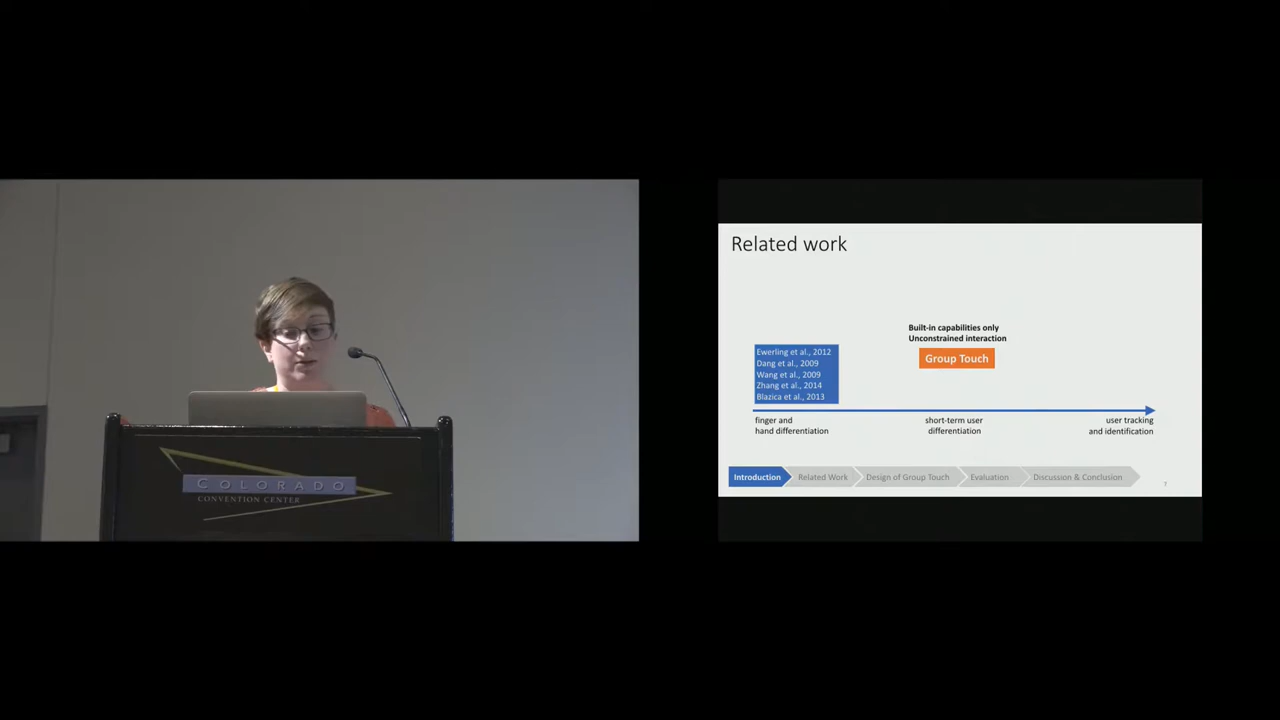 COLORADO
CONVENTION CENTER
Related work
Built-in capabilities only
Unconstrained interaction
Group Touch
Ewerling et al., 2012
Dang et al., 2009
Wang et al., 2009
Zhang et al., 2014
Blazica et al., 2013
finger and
hand differentiation
short-term user
differentiation
user tracking
and identification
Introduction
Related Work
Design of Group Touch
Evaluation
Discussion & Conclusion
7